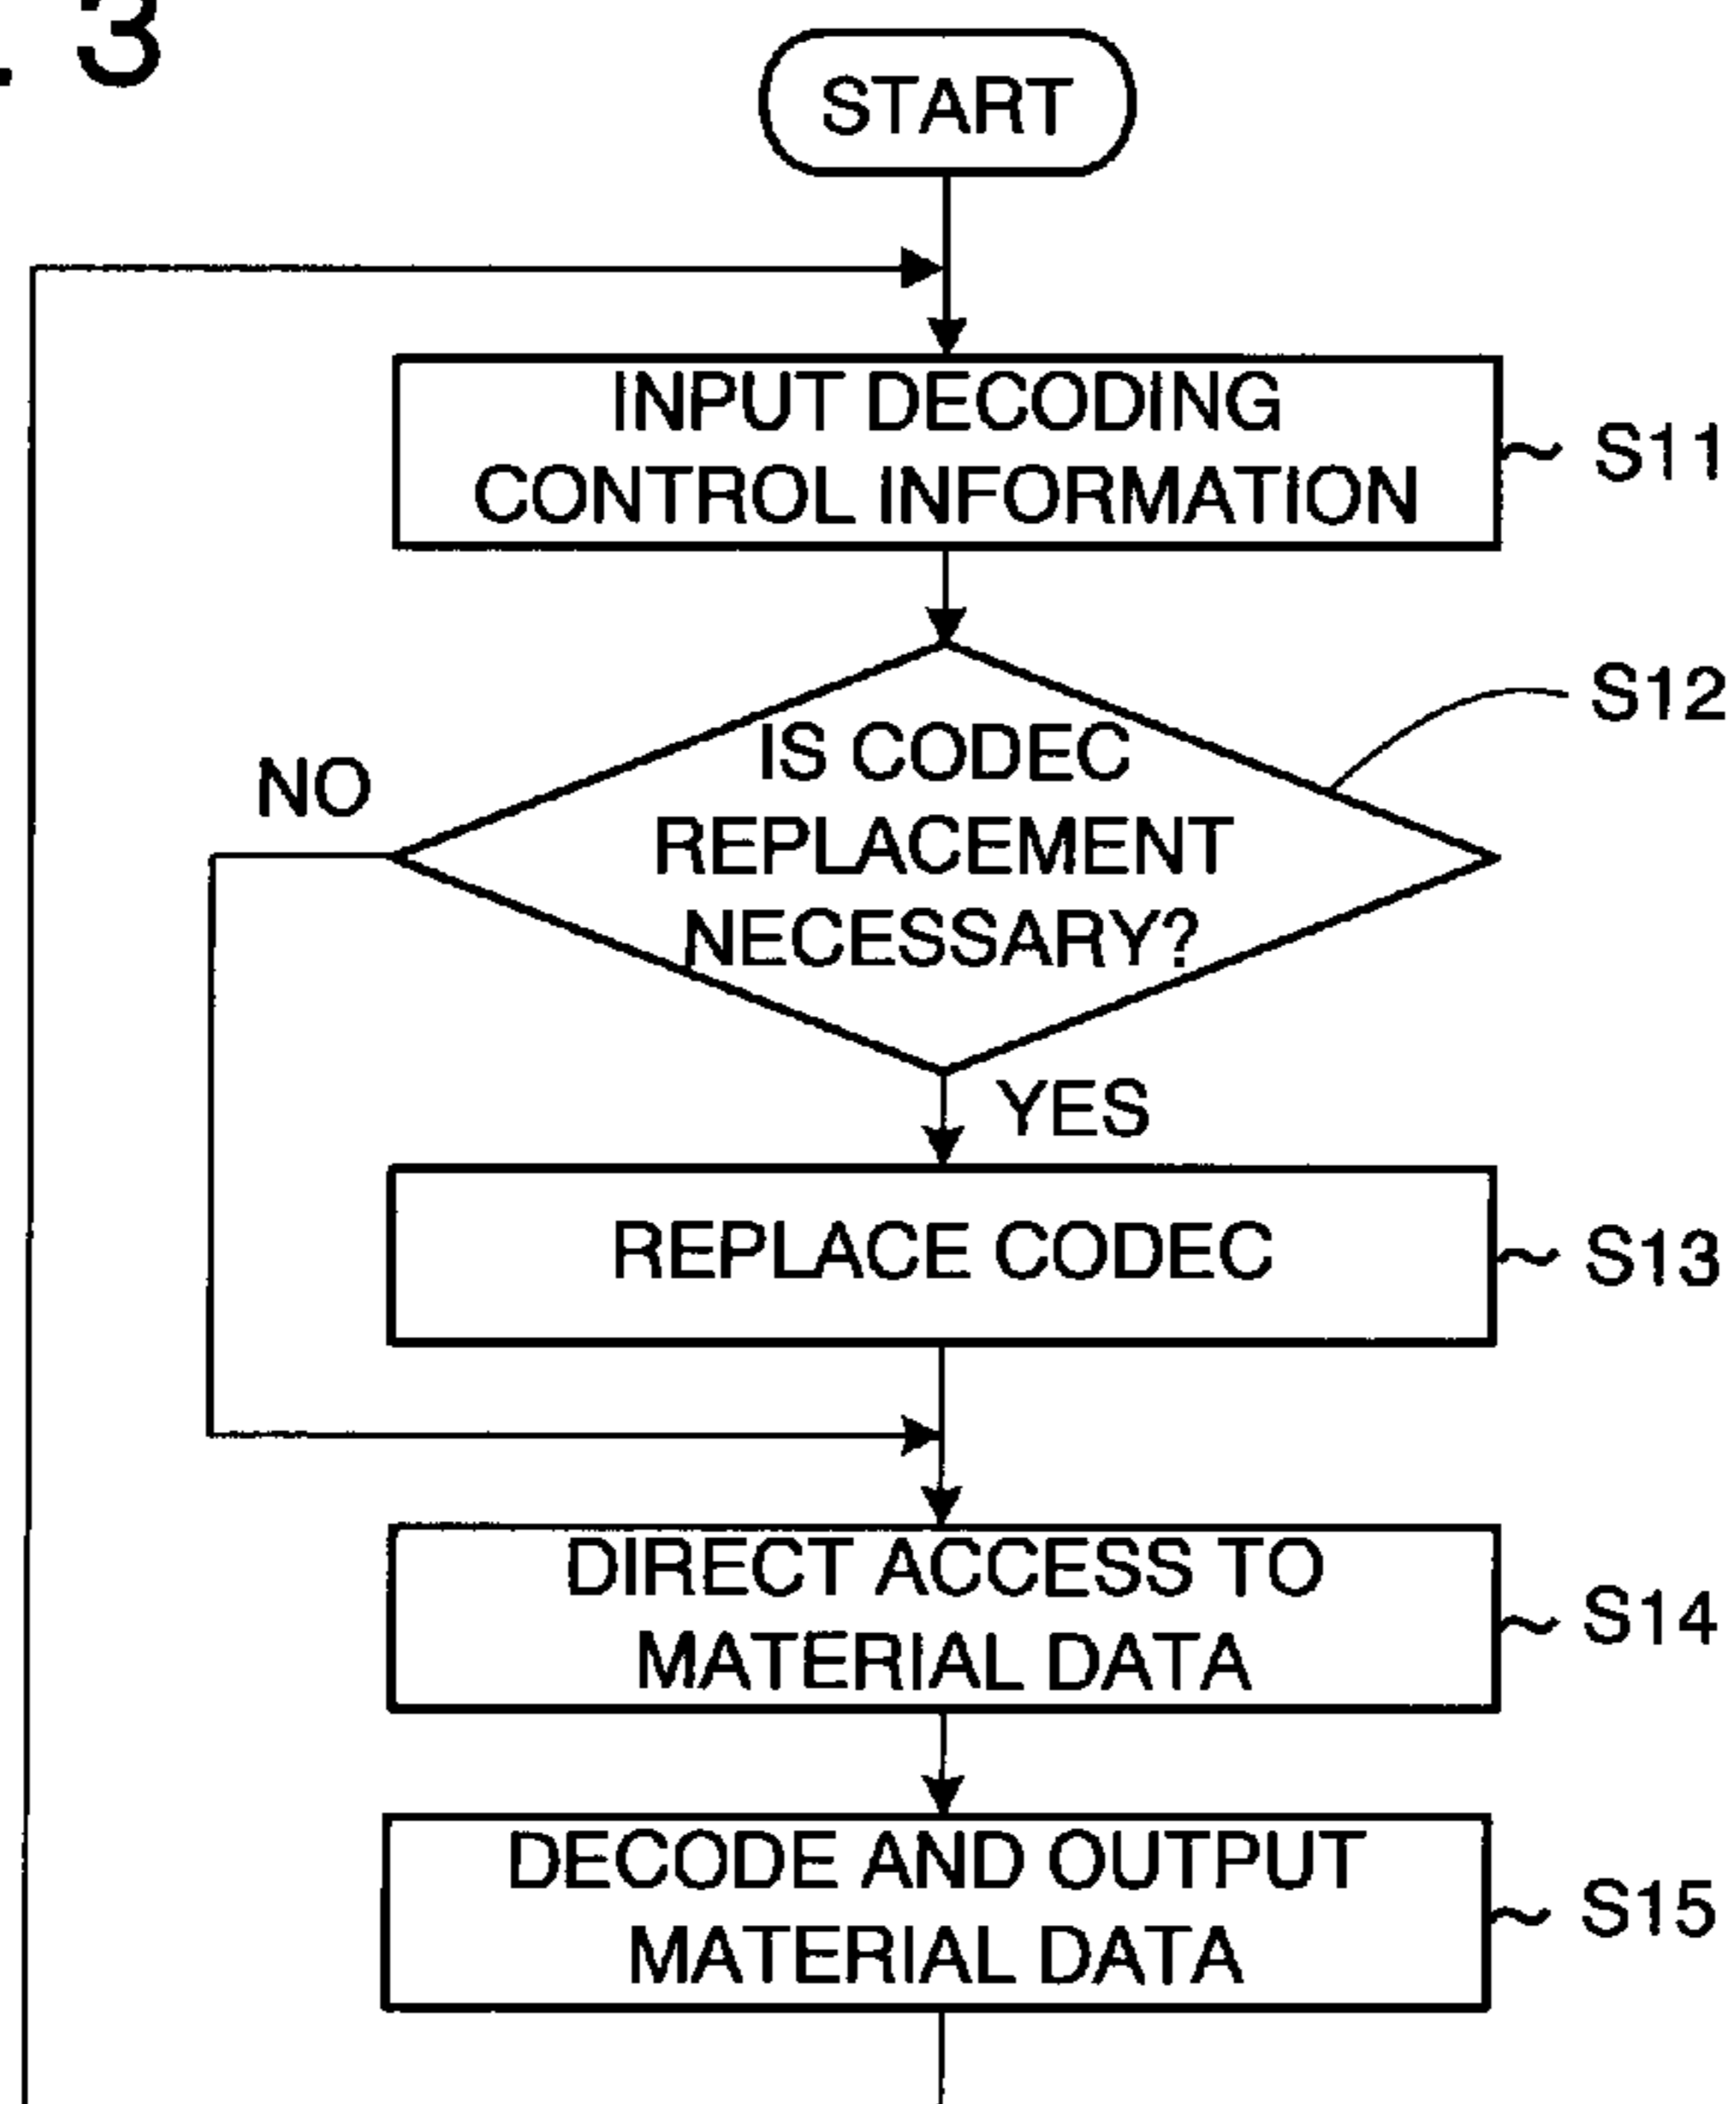 . 3
START
INPUT DECODING
CONTROL INFORMATION
S11
S12
IS CODEC
REPLACEMENT
NECESSARY?
NO
YES
REPLACE CODEC
S13
DIRECT ACCESS TO
MATERIAL DATA
S14
DECODE AND OUTPUT
MATERIAL DATA
S15